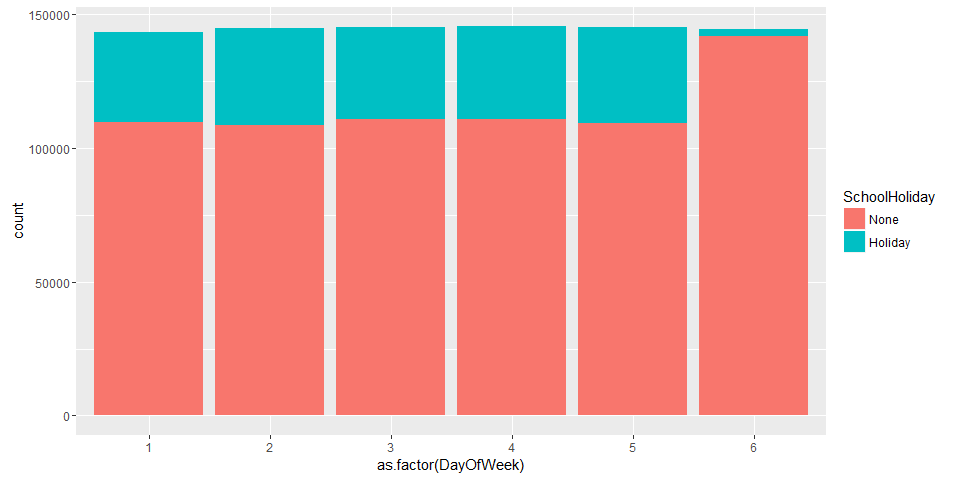 150000
100000
50000
0
count
1 2 3 4 5 6
as.factor(DayOfWeek)
SchoolHoliday
None
Holiday